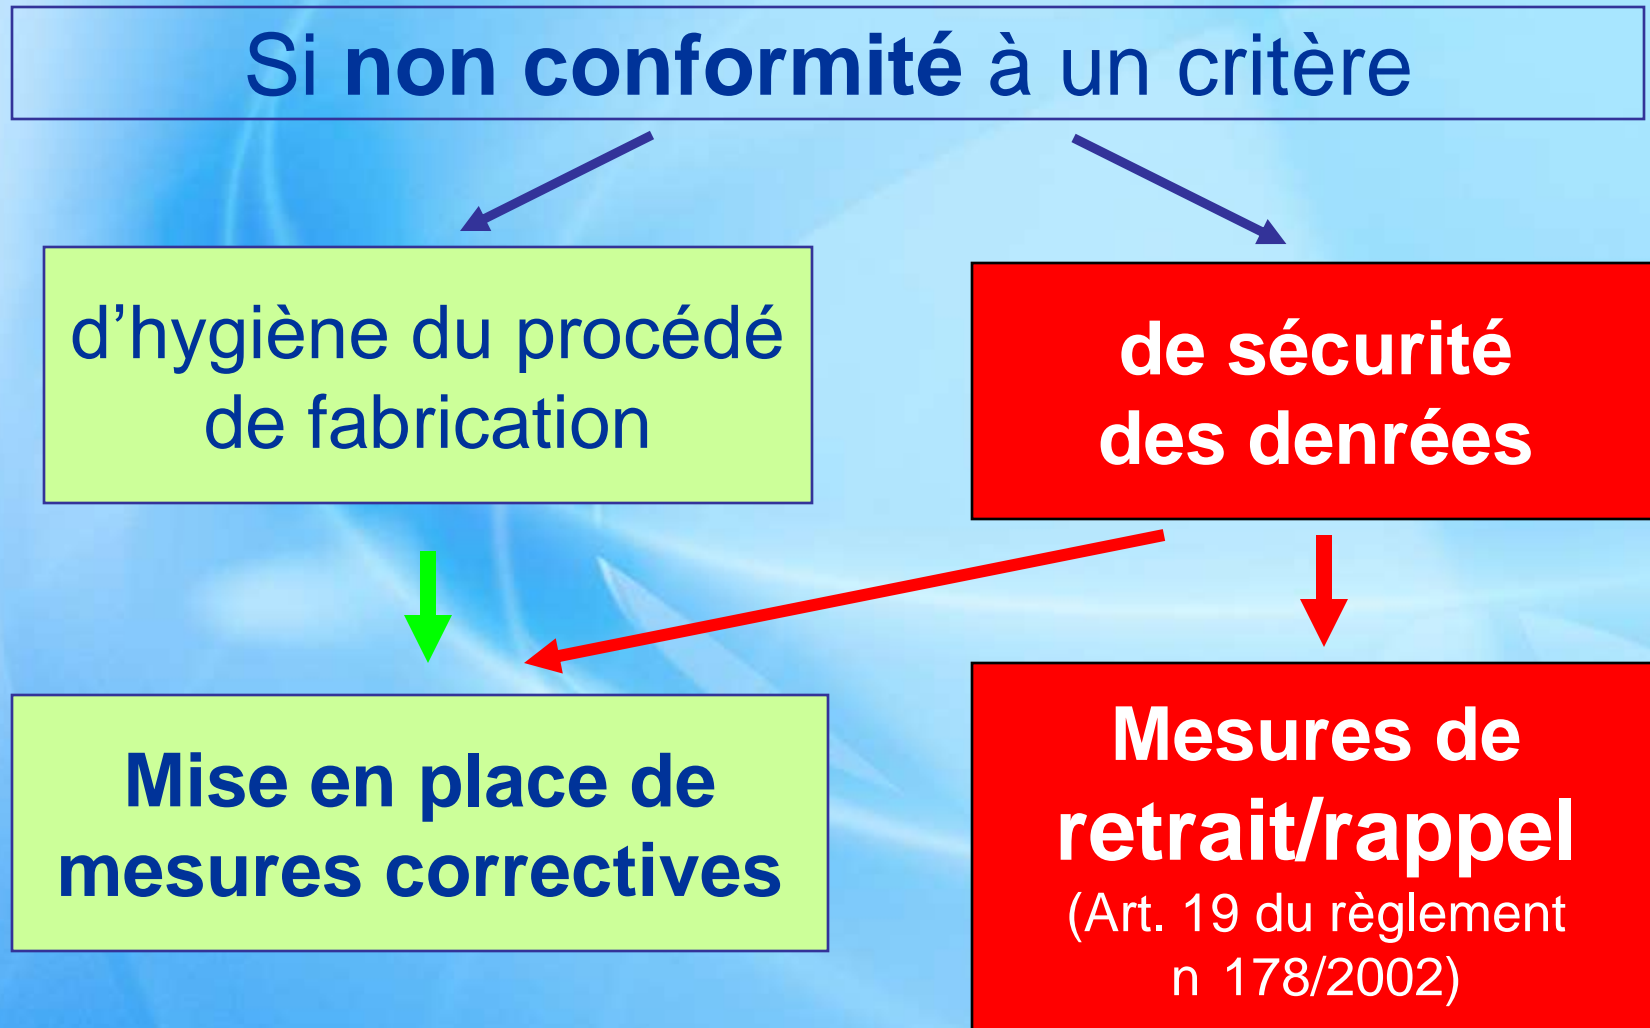 Si non conformité à un critère
d’hygiène du procédé
de fabrication
de sécurité
des denrées
Mise en place de
mesures correctives
Mesures de
retrait/rappel
(Art. 19 du règlement
n 178/2002)